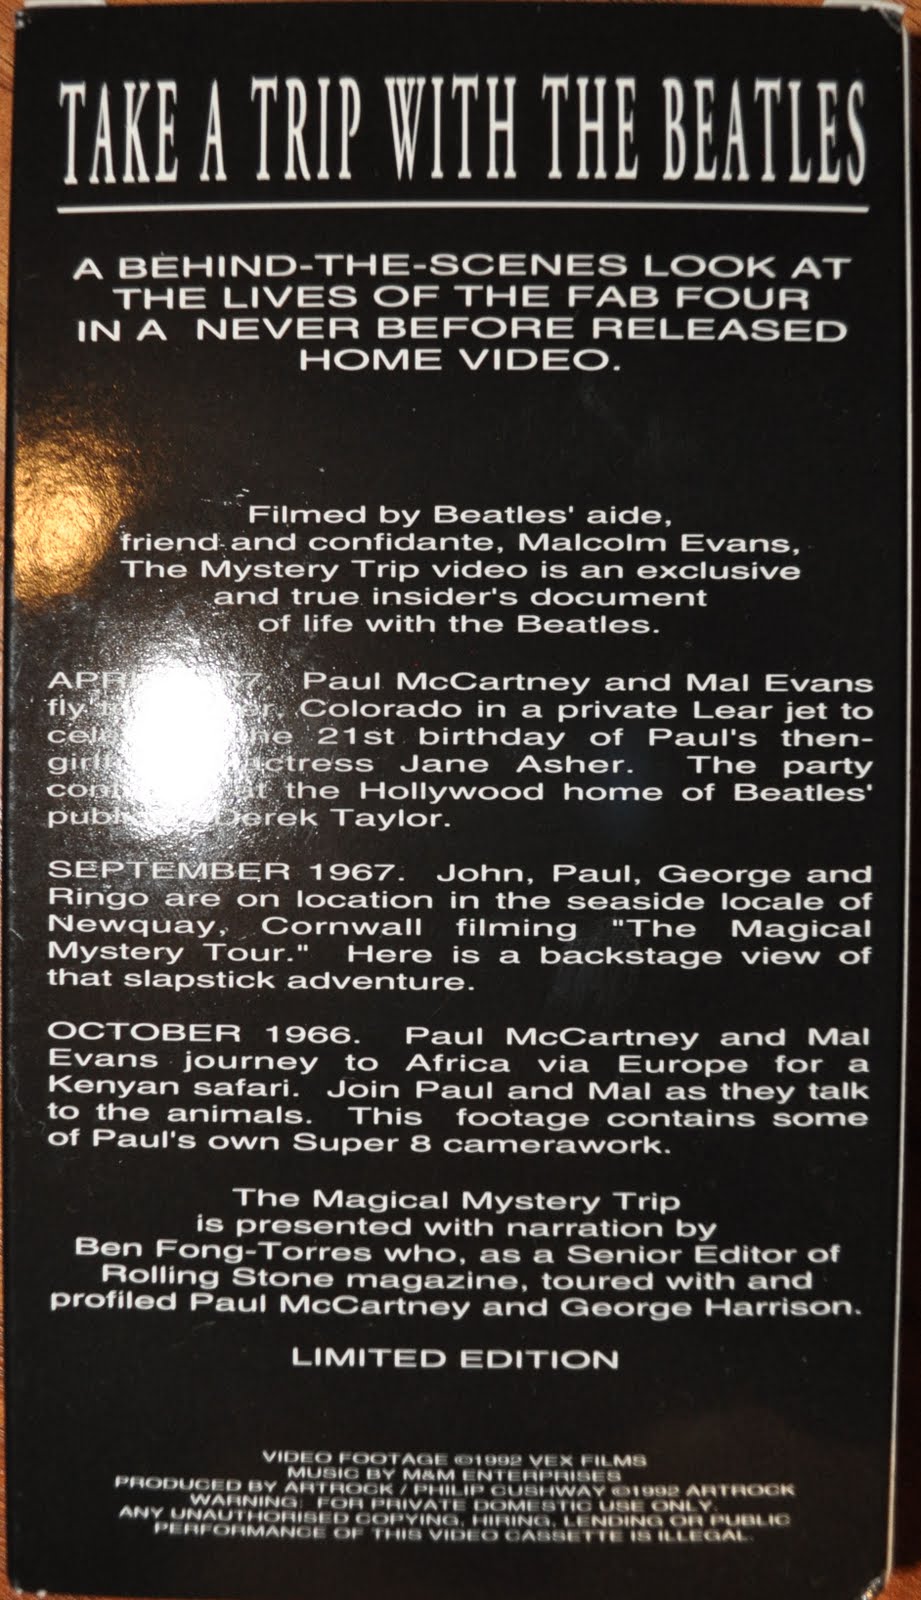 TAKE A TRIP WITH THE BEATLES
A BEHIND-THE-SCENES LOOK AT
THE LIVES OF THE FAB FOUR
IN A NEVER BEFORE RELEASED
HOME VIDEO.
Filmed by Beatles' aide,
friend and confidante, Malcolm Evans,
The Mystery Trip video is an exclusive
and true insider's document
of life with the Beatles.
Paul McCartney and Mal Evans
Colorado in a private Lear jet to
21st birthday of Paul's then-
Jane Asher. The party
the Hollywood home of Beatles'
Derek Taylor.
SEPTEMBER 1967. John, Paul, George and
Ringo are on location in the seaside locale of
Newquay, Cornwall filming "The Magical
Mystery Tour." Here is a backstage view of
that slapstick adventure.
OCTOBER 1966. Paul McCartney and Mal
Evans journey to Africa via Europe for a
Kenyan safari. Join Paul and Mal as they talk
to the animals. This footage contains some
of Paul's own Super 8 camerawork.
The Magical Mystery Trip
is presented with narration by
Ben Fong-Torres who, as a Senior Editor of
Rolling Stone magazine, toured with and
profiled Paul McCartney and George Harrison.
LIMITED EDITION
VIDEO FOOTAGE ©1992 VEX FILMS
MUSIC BY M&M ENTERPRISES
PRODUCED BY ARTROCK / PHILIP CUSHWAY ©1992 ARTROCK
WARNING: FOR PRIVATE DOMESTIC USE ONLY.
ANY UNAUTHORISED COPYING, HIRING, LENDING OR PUBLIC
PERFORMANCE OF THIS VIDEO CASSETTE IS ILLEGAL.